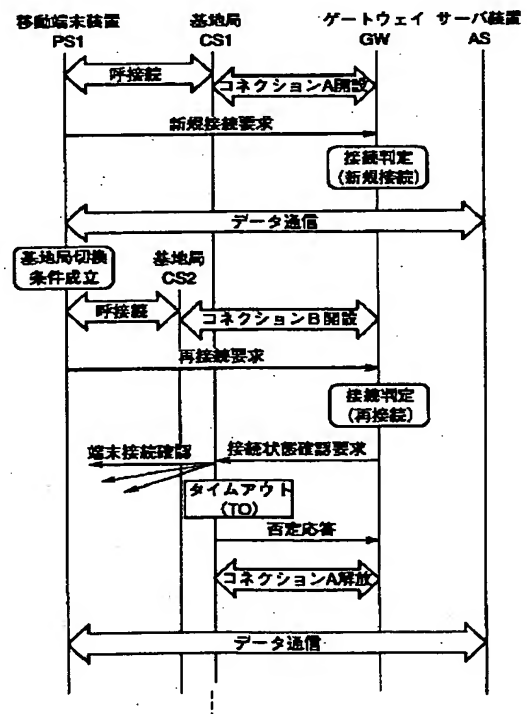 移動端末装置
PS1
基地局
CS1
ゲートウェイ
GW
サーバ装置
AS
呼接続
コネクションA開設
新規接続要求
接続判定
(新規接続)
データ通信
基地局切換
条件成立
基地局
CS2
呼接続
コネクションB開設
再接続要求
接続判定
(再接続)
端末接続確認
接続状態確認要求
タイムアウト
(TO)
否定応答
コネクションA解放
データ通信